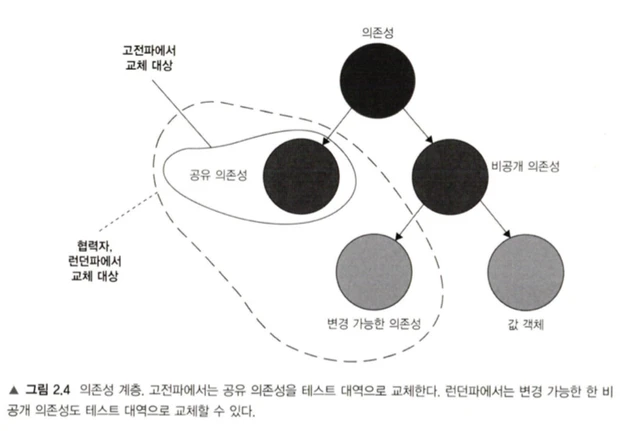 의존성
고전파에서
교체 대상
공유 의존성
비공개 의존성
협력자,
런던파에서
교체 대상
변경 가능한 의존성
값 객체
▲ 그림 2.4 의존성 계층. 고전파에서는 공유 의존성을 테스트 대역으로 교체한다. 런던파에서는 변경 가능한 한 비
공개 의존성도 테스트 대역으로 교체할 수 있다.